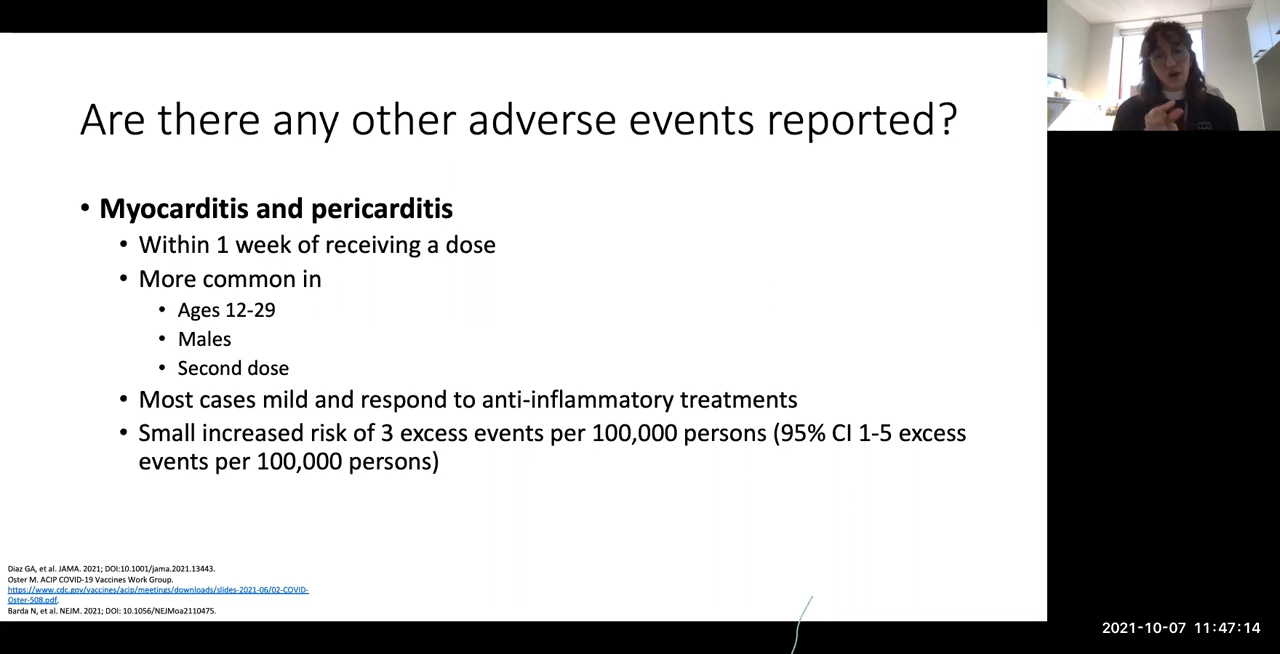 Are there any other adverse events reported?
• Myocarditis and pericarditis
• Within 1 week of receiving a dose
• More common in
• Ages 12-29
• Males
• Second dose
• Most cases mild and respond to anti-inflammatory treatments
• Small increased risk of 3 excess events per 100,000 persons (95% CI 1-5 excess
events per 100,000 persons)
Diaz GA, et al. JAMA. 2021; DOI:10.1001/jama.2021.13443.
Oster M. ACIP COVID-19 Vaccines Work Group.
https://www.cdc.gov/vaccines/acip/meetings/downloads/slides-2021-06/02-COVID-
Oster-508.pdf.
Barda N, et al. NEJM. 2021; DOI: 10.1056/NEJMoa2110475.
2021-10-07 11:47:14